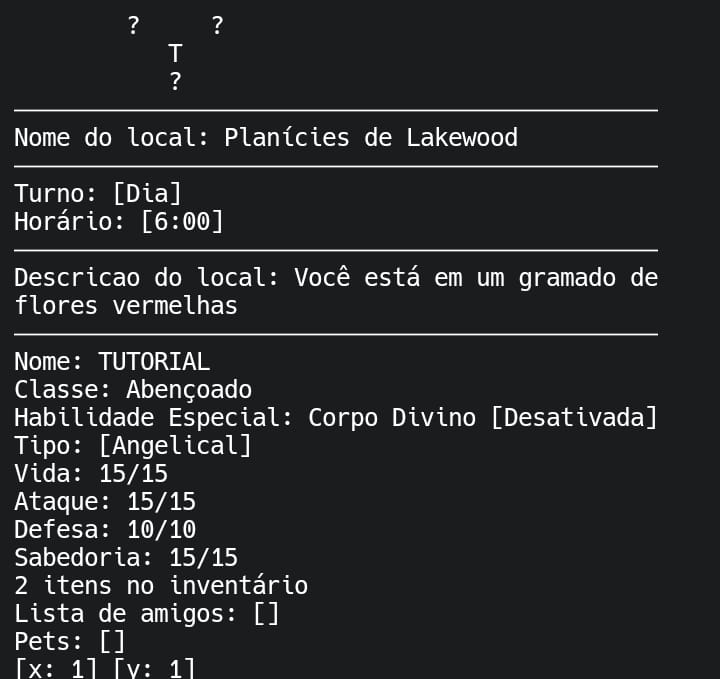 ? ?
T
?
Nome do local: Planícies de Lakewood
Turno: [Dia]
Horário: [6:00]
Descricao do local: Você está em um gramado de
flores vermelhas
Nome: TUTORIAL
Classe: Abençoado
Habilidade Especial: Corpo Divino [Desativada]
Tipo: [Angelical]
Vida: 15/15
Ataque: 15/15
Defesa: 10/10
Sabedoria: 15/15
2 itens no inventário
Lista de amigos: []
Pets: []
[x: 1] [y: 1]